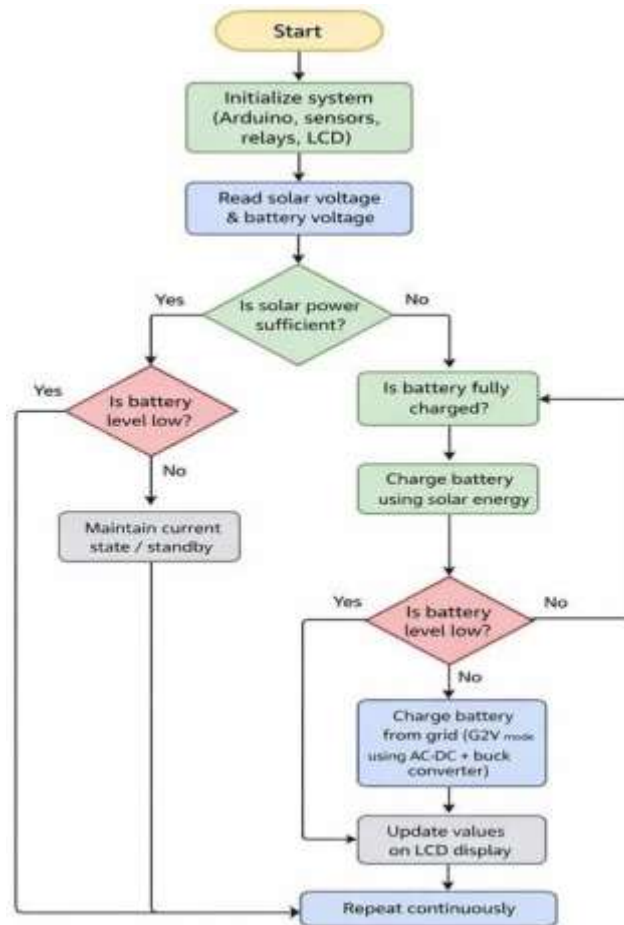 Start
Initialize system
(Arduino, sensors,
relays, LCD)
Read solar voltage
& battery voltage
Is solar power
sufficient?
Yes
No
Yes
Is battery
level low?
No
Maintain current
state / standby
Is battery fully
charged?
Charge battery
using solar energy
Yes
Is battery
level low?
No
No
Charge battery
from grid (G2V mode
using AC-DC + buck
converter)
Update values
on LCD display
Repeat continuously